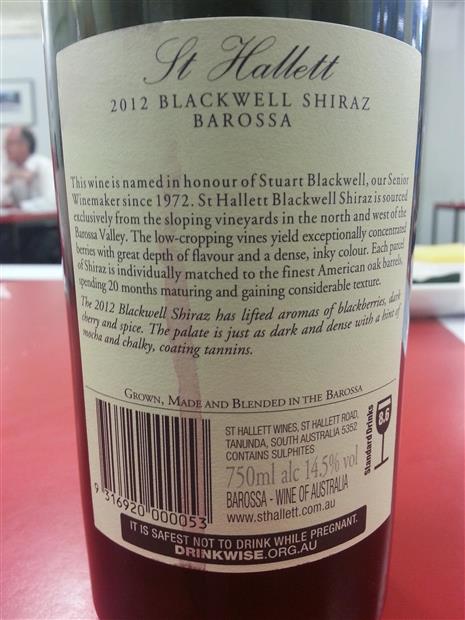 St Hallett
2012 BLACKWELL SHIRAZ
BAROSSA
This wine is named in honour of Stuart Blackwell, our Senior
Winemaker since 1972. St Hallett Blackwell Shiraz is sourced
exclusively from the sloping vineyards in the north and west of the
Barossa Valley. The low-cropping vines yield exceptionally concentrated
berries with great depth of flavour and a dense, inky colour. Each parcel
of Shiraz is individually matched to the finest American oak barrels,
spending 20 months maturing and gaining considerable texture.
The 2012 Blackwell Shiraz has lifted aromas of blackberries, dark
cherry and spice. The palate is just as dark and dense with a hint of
mocha and chalky, coating tannins.
GROWN, MADE AND BLENDED IN THE BAROSSA
ST HALLETT WINES, ST HALLETT ROAD,
TANUNDA, SOUTH AUSTRALIA 5352
CONTAINS SULPHITES
750ml alc 14.5% vol
BAROSSA - WINE OF AUSTRALIA
www.sthallett.com.au
Standard Drinks
8.6
9 316920 000053
IT IS SAFEST NOT TO DRINK WHILE PREGNANT.
DRINKWISE.ORG.AU